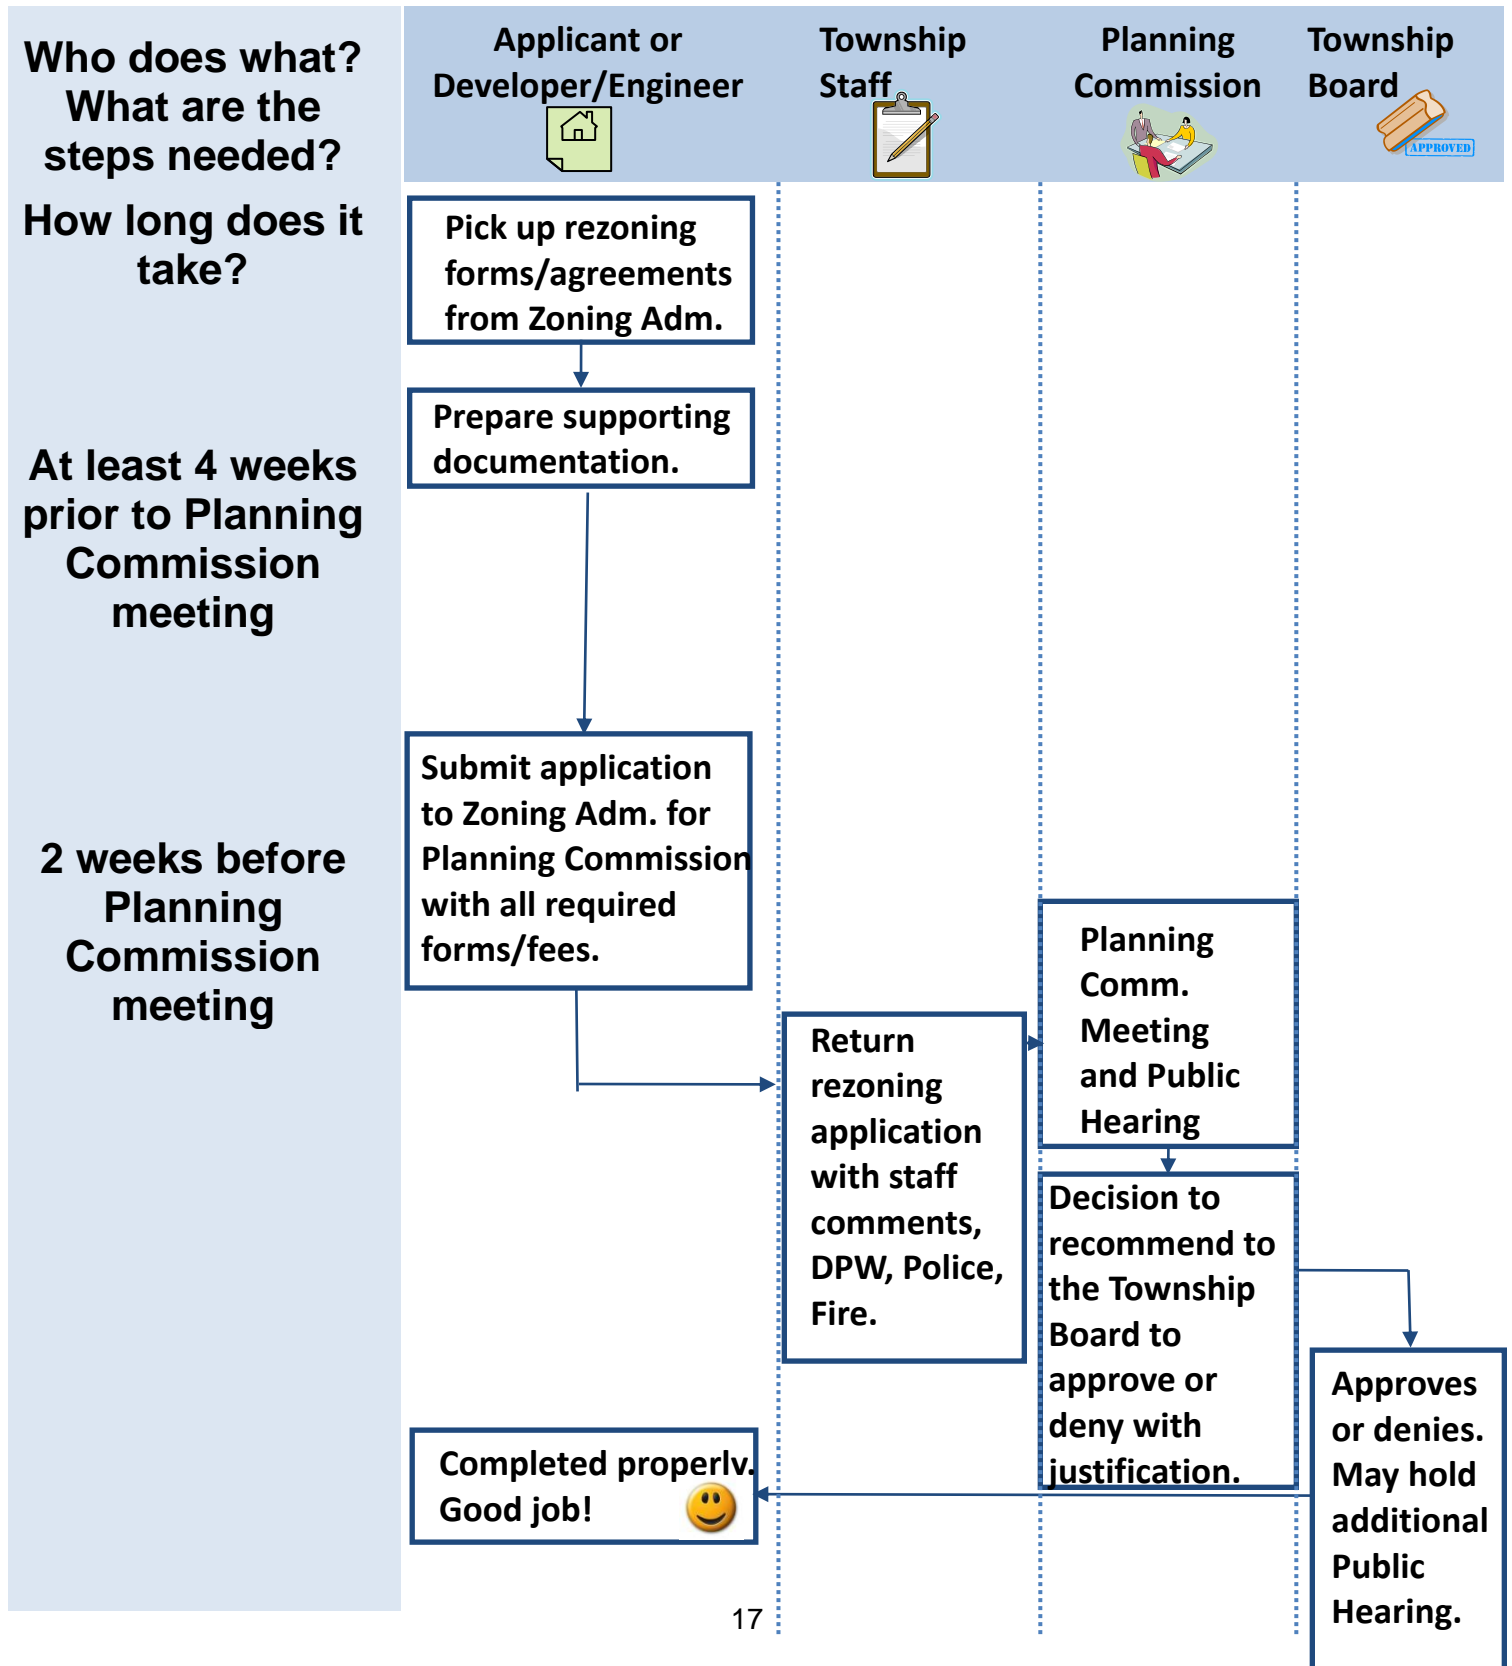 Who does what?
What are the
steps needed?
How long does it
take?
At least 4 weeks
prior to Planning
Commission
meeting
2 weeks before
Planning
Commission
meeting
Applicant or
Developer/Engineer
Township
Staff
Planning
Commission
Township
Board
APPROVED
Pick up rezoning
forms/agreements
from Zoning Adm.
Prepare supporting
documentation.
Submit application
to Zoning Adm. for
Planning Commission
with all required
forms/fees.
Return
rezoning
application
with staff
comments,
DPW, Police,
Fire.
Planning
Comm.
Meeting
and Public
Hearing
Decision to
recommend to
the Township
Board to
approve or
deny with
justification.
Approves
or denies.
May hold
additional
Public
Hearing.
Completed properly.
Good job!
17